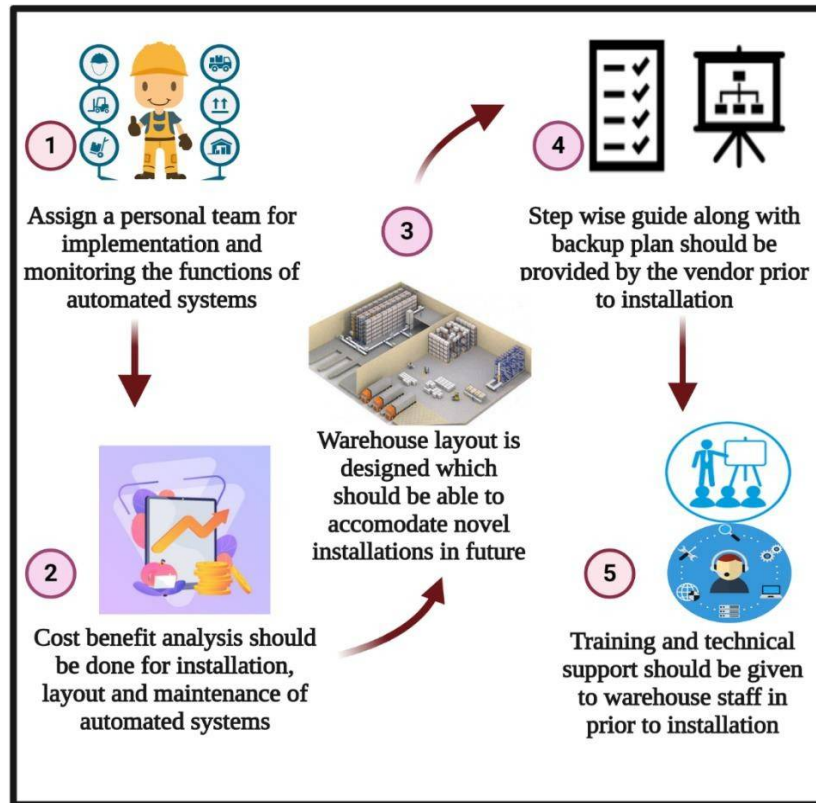 1
Assign a personal team for
implementation and
monitoring the functions of
automated systems
2
Cost benefit analysis should
be done for installation,
layout and maintenance of
automated systems
3
Warehouse layout is
designed which
should be able to
accomodate novel
installations in future
4
Step wise guide along with
backup plan should be
provided by the vendor prior
to installation
5
Training and technical
support should be given
to warehouse staff in
prior to installation